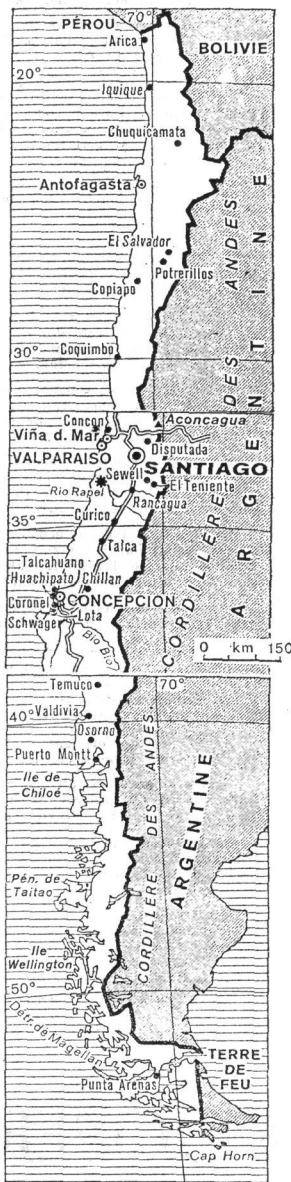 PÉROU
70°
BOLIVIE
Arica
20°
Iquique
Chuquicamata
Antofagasta
El Salvador
Potrerillos
Copiapo
CORDILLÈRE DES ANDES
ARGENTINE
30°
Coquimbo
Concon
Aconcagua
Viña d. Mar
Disputada
VALPARAISO
SANTIAGO
Sewell
El Teniente
Rio Rapel
Rancagua
35°
Curico
Talca
Talcahuano
Huachipato
Chillan
Coronel
CONCEPCION
Schwager
Lota
Bio Bio
0 km 150
Temuco
70°
Valdivia
40°
Osorno
Puerto Montt
Ile de
Chiloé
CORDILLÈRE DES ANDES
ARGENTINE
Pén. de
Taitao
Ile
Wellington
50°
Détr. de Magellan
TERRE
DE
FEU
Punta Arenas
Cap Horn